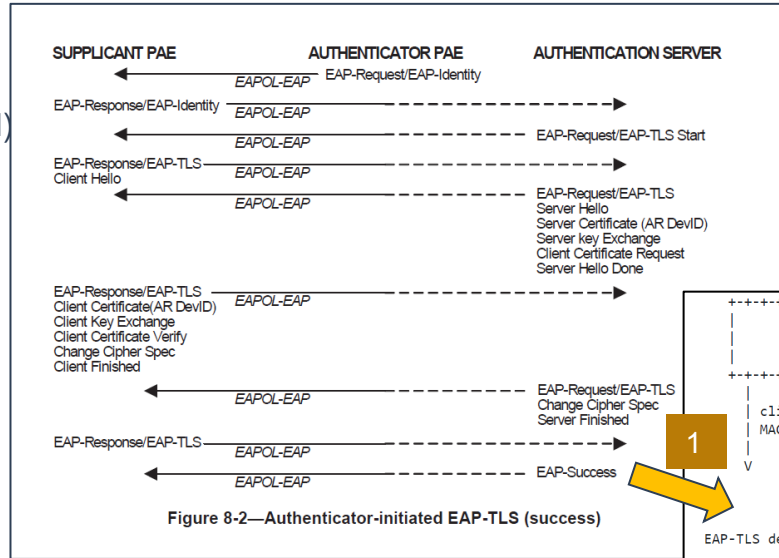 SUPPLICANT PAE AUTHENTICATOR PAE AUTHENTICATION SERVER
EAP-Request/EAP-Identity
EAPOL-EAP
EAP-Response/EAP-Identity
EAPOL-EAP
)
EAP-Request/EAP-TLS Start
EAPOL-EAP
EAP-Response/EAP-TLS
Client Hello
EAPOL-EAP
EAP-Request/EAP-TLS
Server Hello
Server Certificate (AR DevID)
Server key Exchange
Client Certificate Request
Server Hello Done
EAPOL-EAP
EAP-Response/EAP-TLS
Client Certificate(AR DevID)
Client Key Exchange
Client Certificate Verify
Change Cipher Spec
Client Finished
EAPOL-EAP
EAP-Request/EAP-TLS
Change Cipher Spec
Server Finished
EAPOL-EAP
EAP-Response/EAP-TLS
EAPOL-EAP
EAP-Success
EAPOL-EAP
Figure 8-2—Authenticator-initiated EAP-TLS (success)
1
+-+-+--
|
|
|
+-+-+--
|
| cli
| MAC
|
V
EAP-TLS de